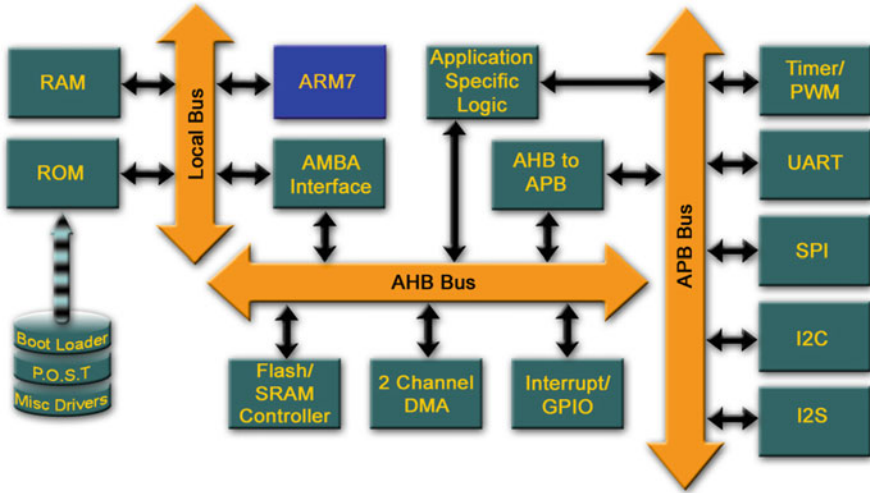 RAM
Local Bus
ARM7
Application
Specific
Logic
Timer/
PWM
ROM
AMBA
Interface
AHB to
APB
APB Bus
UART
SPI
AHB Bus
Boot Loader
P.O.S.T
Misc Drivers
Flash/
SRAM
Controller
2 Channel
DMA
Interrupt/
GPIO
I2C
I2S